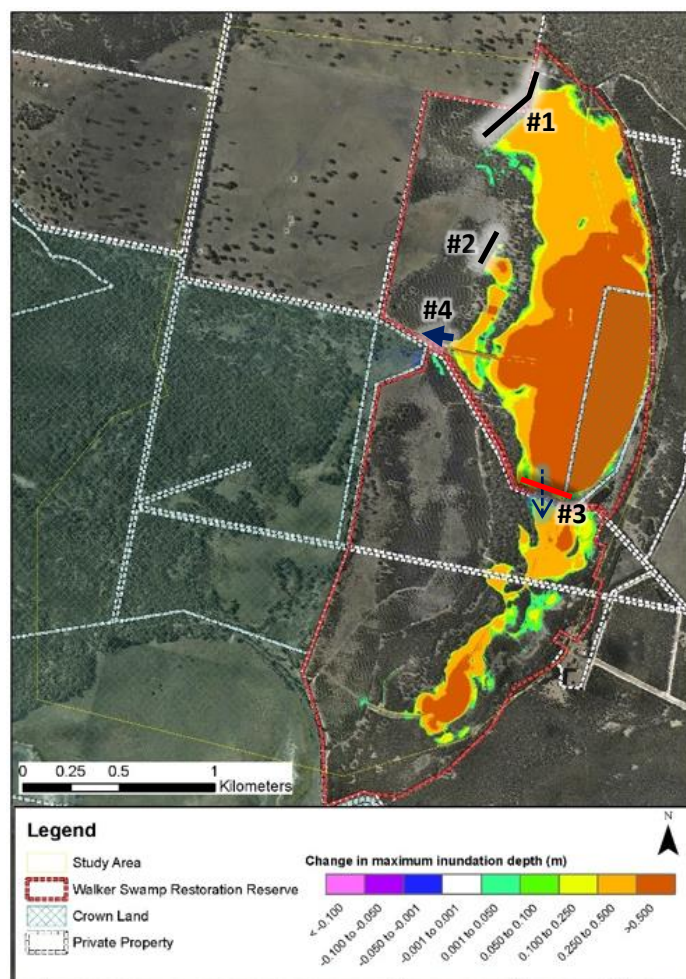 #1
#2
#4
#3
0 0.25 0.5 1
Kilometers
Legend
Study Area
Walker Swamp Restoration Reserve
Crown Land
Private Property
N
Change in maximum inundation depth (m)
< -0.100
-0.100 to -0.050
-0.050 to -0.001
-0.001 to 0.001
0.001 to 0.050
0.050 to 0.100
0.100 to 0.250
0.250 to 0.500
>0.500